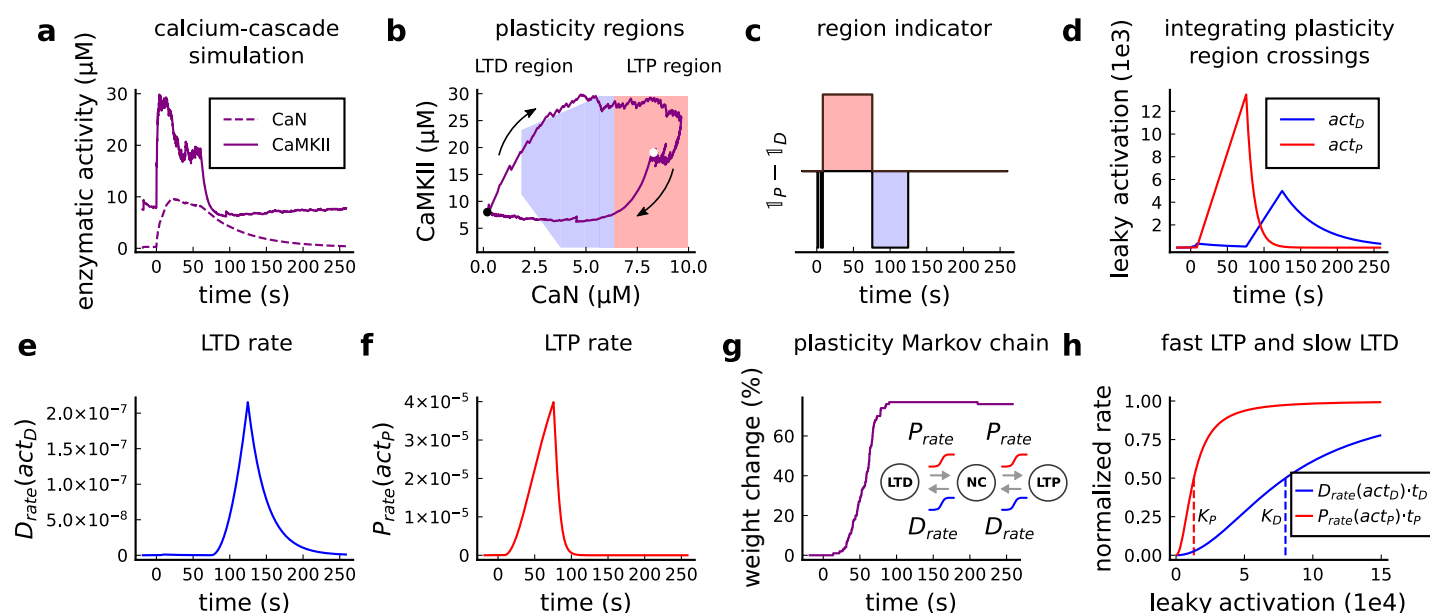 a
calcium-cascade
simulation
enzymatic activity (μM)
30
20
10
0
CaN
CaMKII
0 50 100 150 200 250
time (s)
b
plasticity regions
LTD region
LTP region
CaMKII (μM)
30
25
20
15
10
5
0.0 2.5 5.0 7.5 10.0
CaN (μM)
c
region indicator
𝟙P − 𝟙D
0 50 100 150 200 250
time (s)
d
integrating plasticity
region crossings
leaky activation (1e3)
12
10
8
6
4
2
actD
actP
0 50 100 150 200 250
time (s)
e
LTD rate
Drate(actD)
2.0×10⁻⁷
1.5×10⁻⁷
1.0×10⁻⁷
5.0×10⁻⁸
0
0 50 100 150 200 250
time (s)
f
LTP rate
Prate(actP)
4×10⁻⁵
3×10⁻⁵
2×10⁻⁵
1×10⁻⁵
0
0 50 100 150 200 250
time (s)
g
plasticity Markov chain
weight change (%)
60
40
20
0
Prate Prate
LTD NC LTP
Drate Drate
0 50 100 150 200 250
time (s)
h
fast LTP and slow LTD
normalized rate
1.00
0.75
0.50
0.25
0.00
KP
KD
Drate(actD)·tD
Prate(actP)·tP
0 5 10 15
leaky activation (1e4)